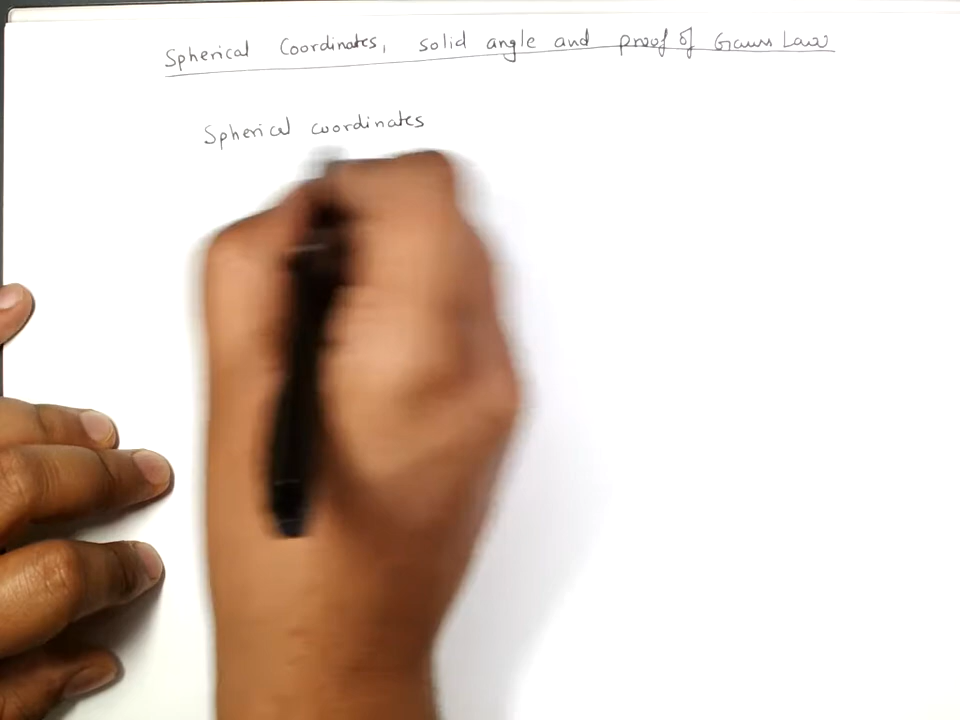 Spherical Coordinates, solid angle and proof of Gauss Law
Spherical coordinates